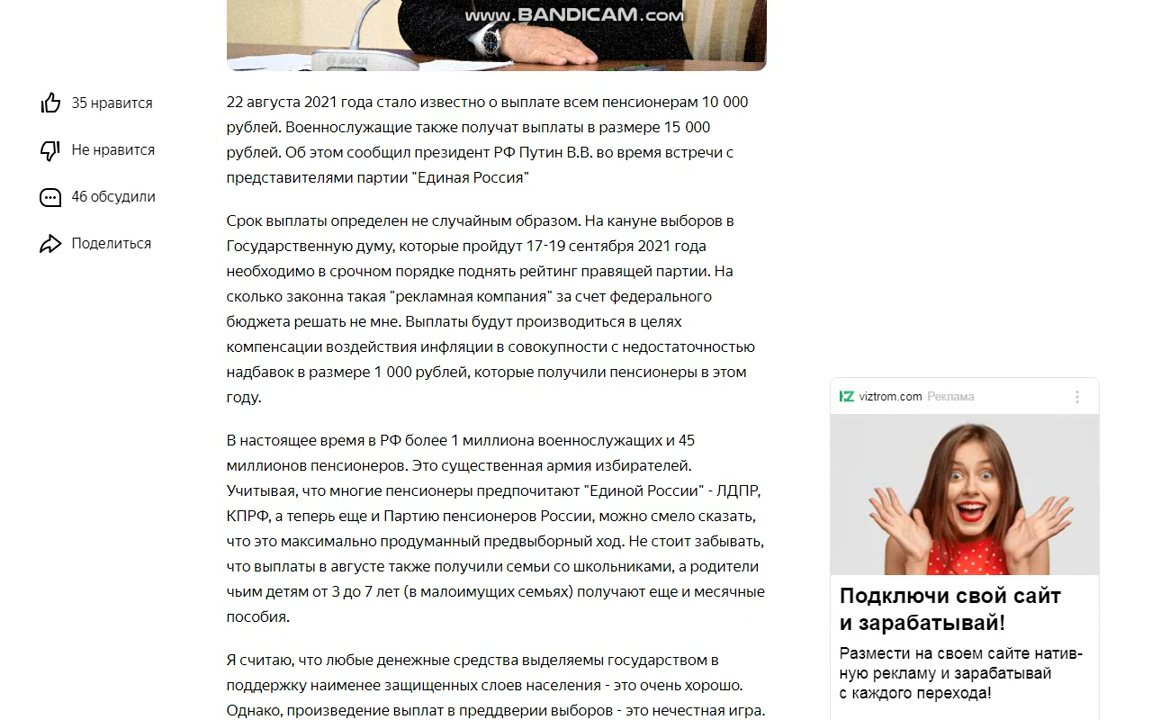 www.BANDICAM.com
BOSCH
35 нравится
Не нравится
46 обсудили
Поделиться
22 августа 2021 года стало известно о выплате всем пенсионерам 10 000
рублей. Военнослужащие также получат выплаты в размере 15 000
рублей. Об этом сообщил президент РФ Путин В.В. во время встречи с
представителями партии "Единая Россия"
Срок выплаты определен не случайным образом. На кануне выборов в
Государственную думу, которые пройдут 17-19 сентября 2021 года
необходимо в срочном порядке поднять рейтинг правящей партии. На
сколько законна такая "рекламная компания" за счет федерального
бюджета решать не мне. Выплаты будут производиться в целях
компенсации воздействия инфляции в совокупности с недостаточностью
надбавок в размере 1 000 рублей, которые получили пенсионеры в этом
году.
В настоящее время в РФ более 1 миллиона военнослужащих и 45
миллионов пенсионеров. Это существенная армия избирателей.
Учитывая, что многие пенсионеры предпочитают "Единой России" - ЛДПР,
КПРФ, а теперь еще и Партию пенсионеров России, можно смело сказать,
что это максимально продуманный предвыборный ход. Не стоит забывать,
что выплаты в августе также получили семьи со школьниками, а родители
чьим детям от 3 до 7 лет (в малоимущих семьях) получают еще и месячные
пособия.
Я считаю, что любые денежные средства выделяемы государством в
поддержку наименее защищенных слоев населения - это очень хорошо.
Однако, произведение выплат в преддверии выборов - это нечестная игра.
viztrom.com Реклама
Подключи свой сайт
и зарабатывай!
Размести на своем сайте натив-
ную рекламу и зарабатывай
с каждого перехода!